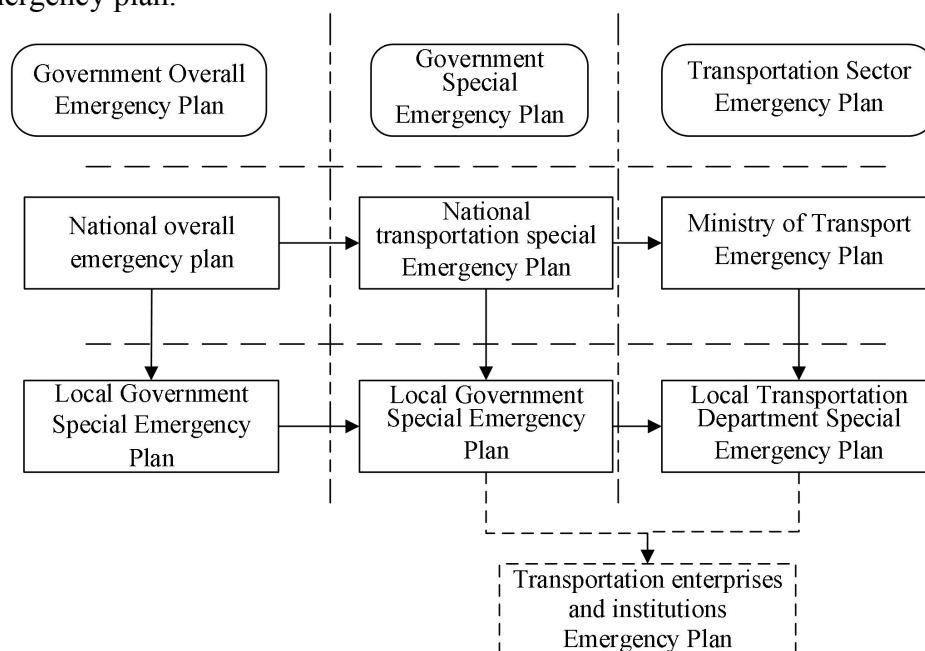 ergency plan.
Government Overall
Emergency Plan
Government
Special
Emergency Plan
Transportation Sector
Emergency Plan
National overall
emergency plan
National
transportation special
Emergency Plan
Ministry of Transport
Emergency Plan
Local Government
Special Emergency
Plan
Local Government
Special Emergency
Plan
Local Transportation
Department Special
Emergency Plan
Transportation enterprises
and institutions
Emergency Plan